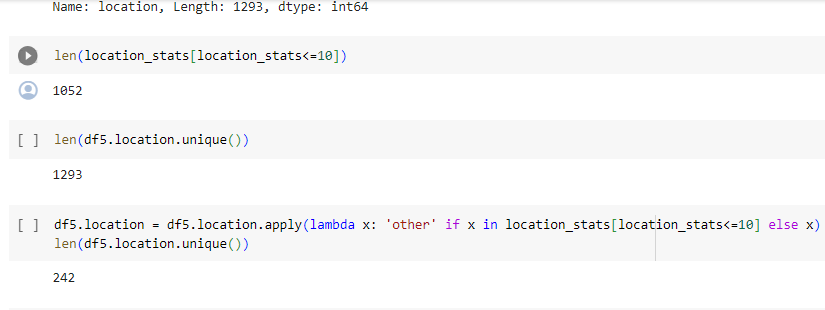 Name: location, Length: 1293, dtype: int64
len(location_stats[location_stats<=10])
1052
[ ] len(df5.location.unique())
1293
[ ] df5.location = df5.location.apply(lambda x: 'other' if x in location_stats[location_stats<=10] else x)
len(df5.location.unique())
242